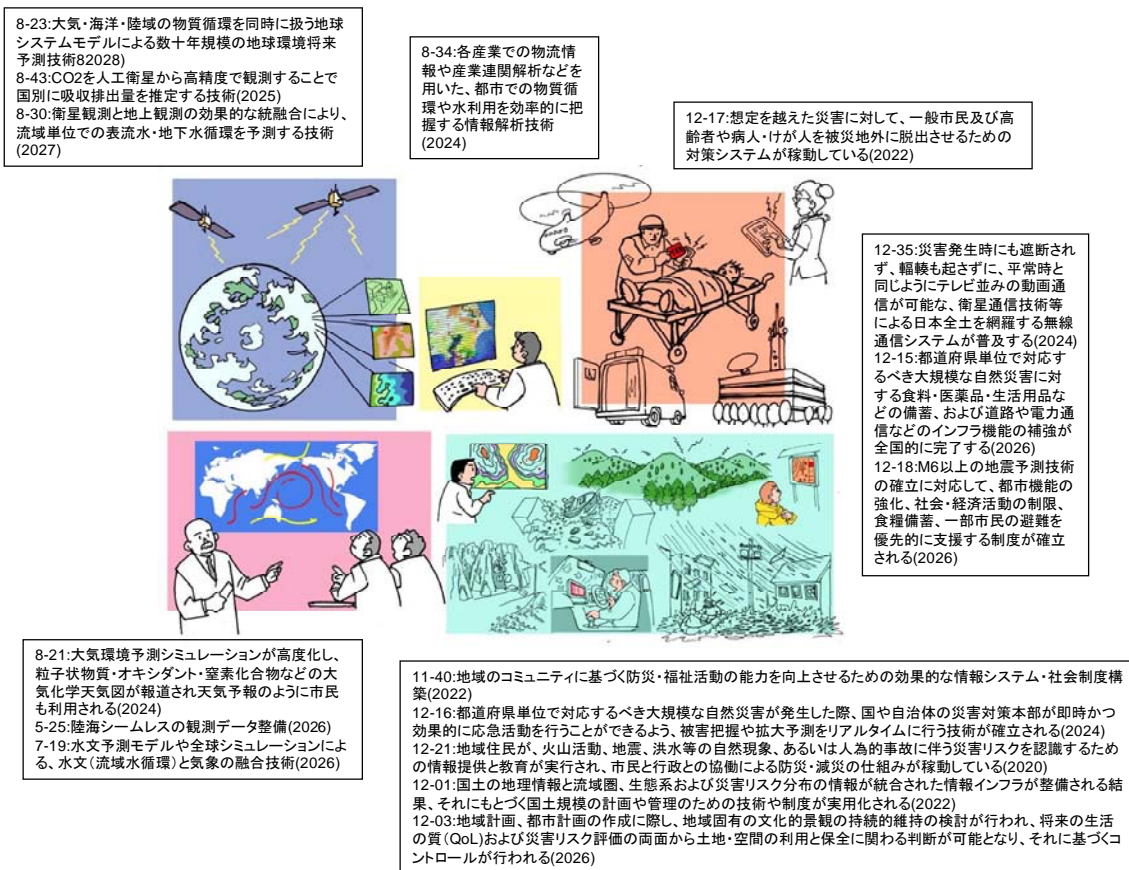 8-23:大気・海洋・陸域の物質循環を同時に扱う地球
システムモデルによる数十年規模の地球環境将来
予測技術82028)
8-43:CO2を人工衛星から高精度で観測することで
国別に吸収排出量を推定する技術(2025)
8-30:衛星観測と地上観測の効果的な統融合により、
流域単位での表流水・地下水循環を予測する技術
(2027)
8-34:各産業での物流情
報や産業連関解析などを
用いた、都市での物質循
環や水利用を効率的に把
握する情報解析技術
(2024)
12-17:想定を越えた災害に対して、一般市民及び高
齢者や病人・けが人を被災地外に脱出させるための
対策システムが稼動している(2022)
12-35:災害発生時にも遮断され
ず、輻輳も起さずに、平常時と
同じようにテレビ並みの動画通
信が可能な、衛星通信技術等
による日本全土を網羅する無線
通信システムが普及する(2024)
12-15:都道府県単位で対応す
るべき大規模な自然災害に対
する食料・医薬品・生活用品な
どの備蓄、および道路や電力通
信などのインフラ機能の補強が
全国的に完了する(2026)
12-18:M6以上の地震予測技術
の確立に対応して、都市機能の
強化、社会・経済活動の制限、
食糧備蓄、一部市民の避難を
優先的に支援する制度が確立
される(2026)
8-21:大気環境予測シミュレーションが高度化し、
粒子状物質・オキシダント・窒素化合物などの大
気化学天気図が報道され天気予報のように市民
も利用される(2024)
5-25:陸海シームレスの観測データ整備(2026)
7-19:水文予測モデルや全球シミュレーションによ
る、水文(流域水循環)と気象の融合技術(2026)
11-40:地域のコミュニティに基づく防災・福祉活動の能力を向上させるための効果的な情報システム・社会制度構
築(2022)
12-16:都道府県単位で対応するべき大規模な自然災害が発生した際、国や自治体の災害対策本部が即時かつ
効果的に応急活動を行うことができるよう、被害把握や拡大予測をリアルタイムに行う技術が確立される(2024)
12-21:地域住民が、火山活動、地震、洪水等の自然現象、あるいは人為的事故に伴う災害リスクを認識するため
の情報提供と教育が実行され、市民と行政との協働による防災・減災の仕組みが稼動している(2020)
12-01:国土の地理情報と流域圏、生態系および災害リスク分布の情報が統合された情報インフラが整備される結
果、それにもとづく国土規模の計画や管理のための技術や制度が実用化される(2022)
12-03:地域計画、都市計画の作成に際し、地域固有の文化的景観の持続的維持の検討が行われ、将来の生活
の質(QoL)および災害リスク評価の両面から土地・空間の利用と保全に関わる判断が可能となり、それに基づくコ
ントロールが行われる(2026)